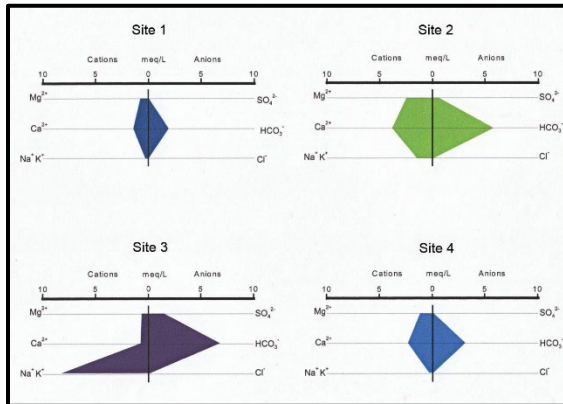 Site 1
Cations meq/L Anions
10 5 0 5 10
Mg²⁺ SO₄²⁻
Ca²⁺ HCO₃⁻
Na⁺K⁺ Cl⁻
Site 2
Cations meq/L Anions
10 5 0 5 10
Mg²⁺ SO₄²⁻
Ca²⁺ HCO₃⁻
Na⁺K⁺ Cl⁻
Site 3
Cations meq/L Anions
10 5 0 5 10
Mg²⁺ SO₄²⁻
Ca²⁺ HCO₃⁻
Na⁺K⁺ Cl⁻
Site 4
Cations meq/L Anions
10 5 0 5 10
Mg²⁺ SO₄²⁻
Ca²⁺ HCO₃⁻
Na⁺K⁺ Cl⁻